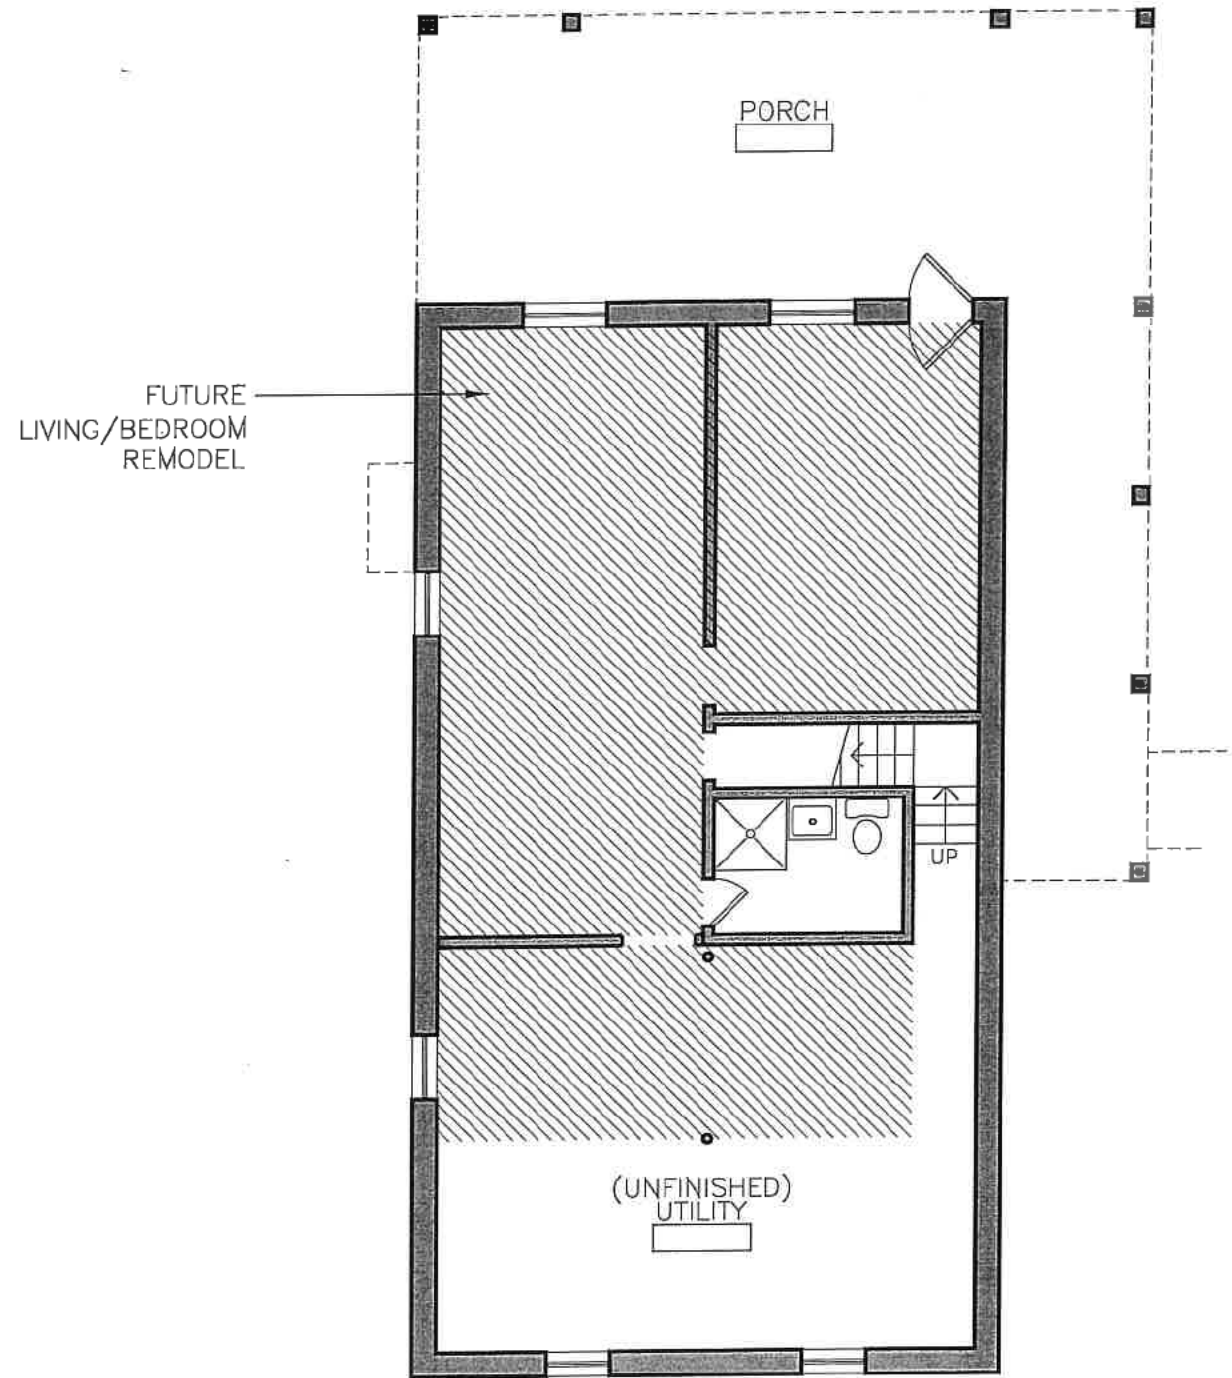 PORCH
FUTURE
LIVING/BEDROOM
REMODEL
UP
(UNFINISHED)
UTILITY